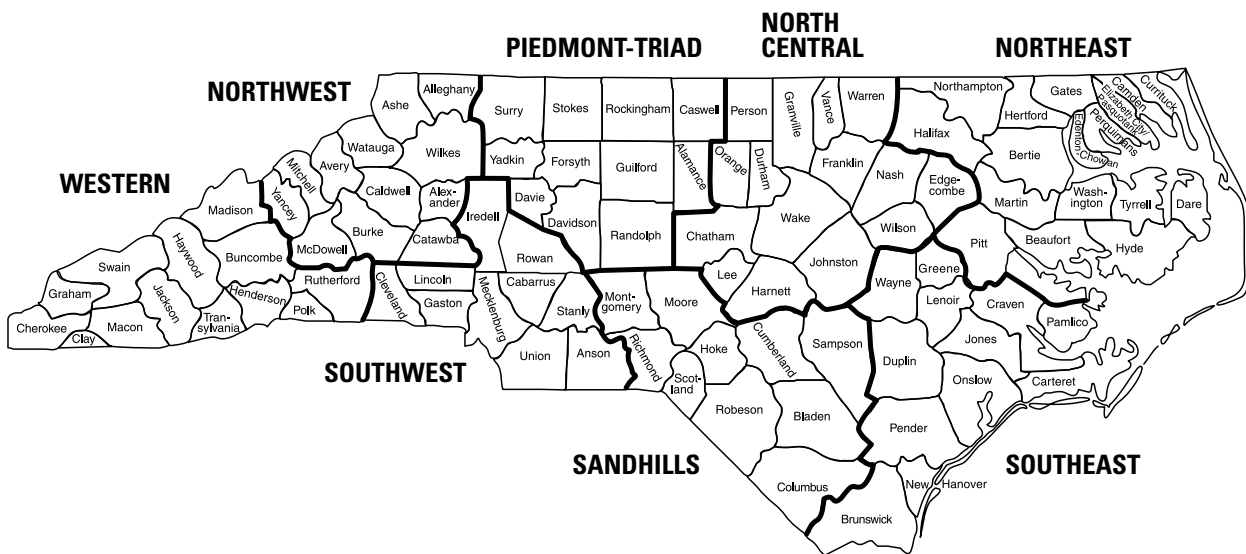 NORTH
CENTRAL
PIEDMONT-TRIAD
NORTHEAST
NORTHWEST
WESTERN
SOUTHWEST
SANDHILLS
SOUTHEAST
Alleghany
Ashe
Surry
Stokes
Rockingham
Caswell
Person
Granville
Vance
Warren
Northampton
Gates
Hertford
Camden
Currituck
Elizabeth City/
Pasquotank
Perquimans
Edenton-Chowan
Halifax
Bertie
Watauga
Wilkes
Yadkin
Forsyth
Guilford
Alamance
Orange
Durham
Franklin
Nash
Edge-
combe
Mitchell
Avery
Yancey
Caldwell
Alex-
ander
Iredell
Davie
Davidson
Randolph
Chatham
Wake
Wilson
Martin
Wash-
ington
Tyrrell
Dare
Madison
McDowell
Burke
Catawba
Rowan
Lee
Johnston
Harnett
Wayne
Greene
Pitt
Beaufort
Hyde
Haywood
Buncombe
Swain
Rutherford
Lincoln
Cleveland
Gaston
Mecklenburg
Cabarrus
Stanly
Mont-
gomery
Moore
Lenoir
Craven
Pamlico
Graham
Jackson
Henderson
Polk
Tran-
sylvania
Cherokee
Clay
Macon
Union
Anson
Richmond
Hoke
Scot-
land
Cumberland
Sampson
Duplin
Jones
Onslow
Carteret
Robeson
Bladen
Pender
Columbus
New Hanover
Brunswick